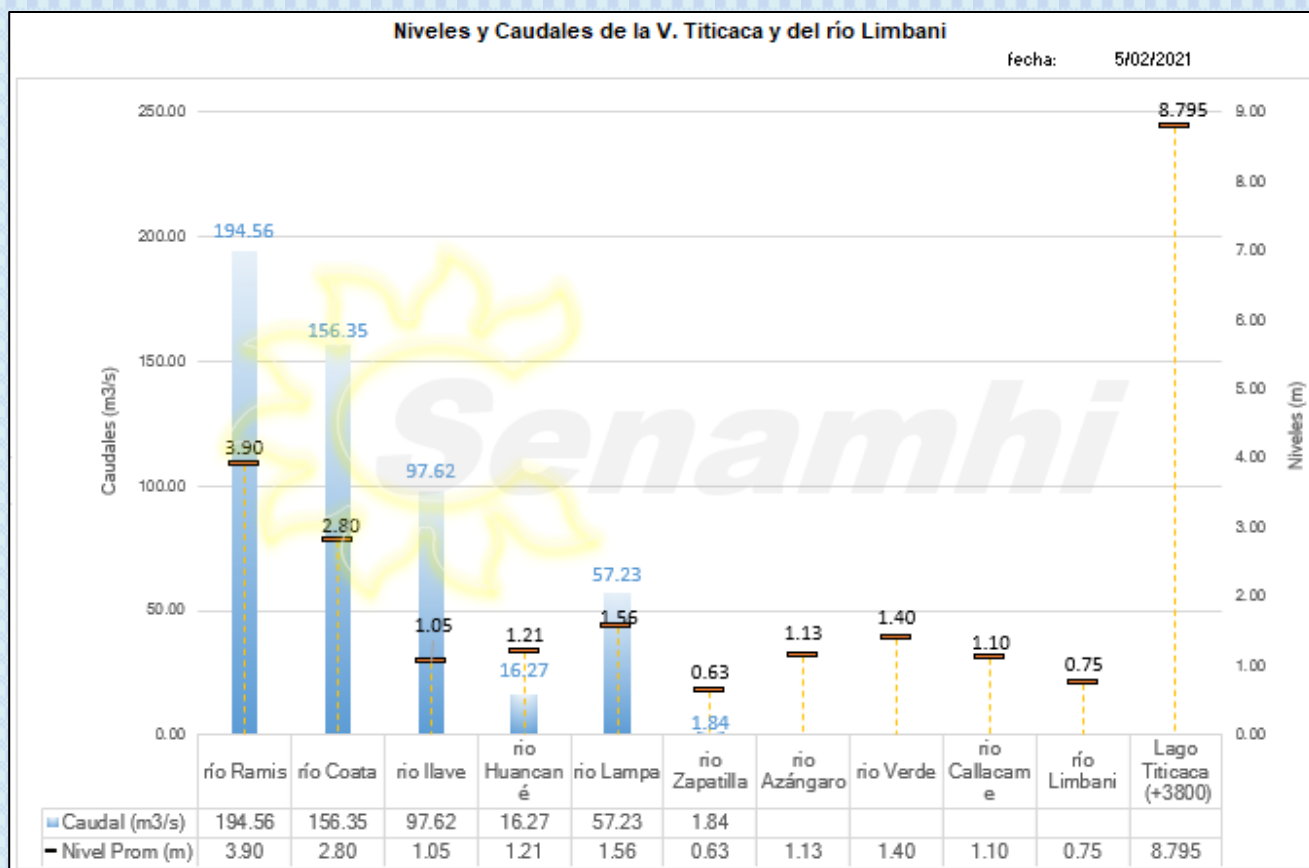 Niveles y Caudales de la V. Titicaca y del río Limbani
fecha: 5/02/2021
250.00
200.00
150.00
100.00
50.00
0.00
Caudales (m3/s)
9.00
8.00
7.00
6.00
5.00
4.00
3.00
2.00
1.00
0.00
Niveles (m)
Senamhi
194.56
156.35
97.62
16.27
57.23
1.84
3.90
2.80
1.05
1.21
1.56
0.63
1.13
1.40
1.10
0.75
8.795
río Ramis
río Coata
rio Ilave
rio
Huancan
é
rio Lampa
rio
Zapatilla
rio
Azángaro
rio Verde
rio
Callacam
e
río
Limbani
Lago
Titicaca
(+3800)
Caudal (m3/s) 194.56 156.35 97.62 16.27 57.23 1.84
Nivel Prom (m) 3.90 2.80 1.05 1.21 1.56 0.63 1.13 1.40 1.10 0.75 8.795